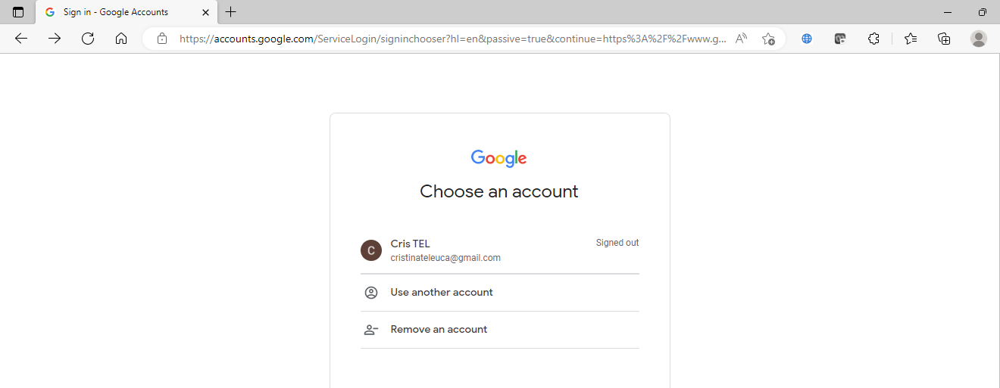 Sign in - Google Accounts
https://accounts.google.com/ServiceLogin/signinchooser?hl=en&passive=true&continue=https%3A%2F%2Fwww.g...
Google
Choose an account
C
Cris TEL
Signed out
cristinateleuca@gmail.com
Use another account
Remove an account